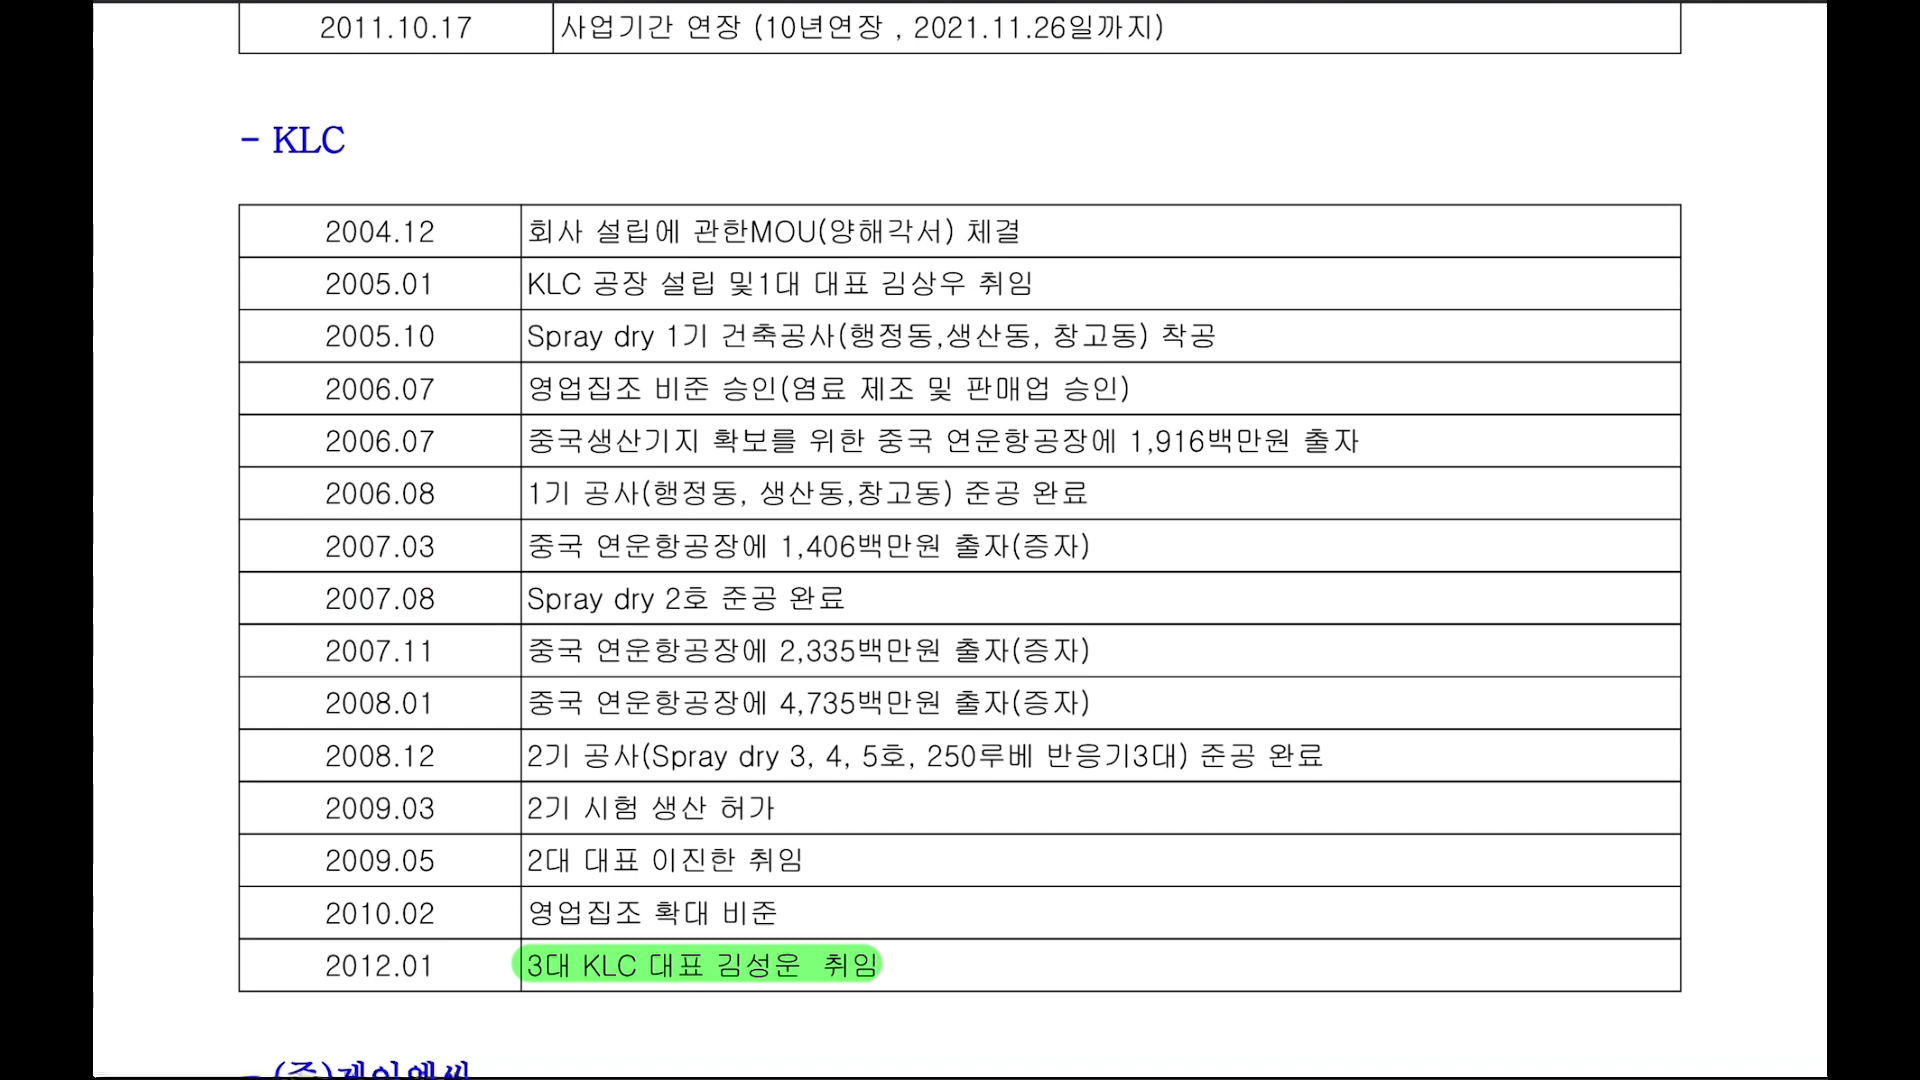 2011.10.17 사업기간 연장 (10년연장 , 2021.11.26일까지)
- KLC
2004.12 회사 설립에 관한MOU(양해각서) 체결
2005.01 KLC 공장 설립 및1대 대표 김상우 취임
2005.10 Spray dry 1기 건축공사(행정동,생산동, 창고동) 착공
2006.07 영업집조 비준 승인(염료 제조 및 판매업 승인)
2006.07 중국생산기지 확보를 위한 중국 연운항공장에 1,916백만원 출자
2006.08 1기 공사(행정동, 생산동,창고동) 준공 완료
2007.03 중국 연운항공장에 1,406백만원 출자(증자)
2007.08 Spray dry 2호 준공 완료
2007.11 중국 연운항공장에 2,335백만원 출자(증자)
2008.01 중국 연운항공장에 4,735백만원 출자(증자)
2008.12 2기 공사(Spray dry 3, 4, 5호, 250루베 반응기3대) 준공 완료
2009.03 2기 시험 생산 허가
2009.05 2대 대표 이진한 취임
2010.02 영업집조 확대 비준
2012.01 3대 KLC 대표 김성운 취임